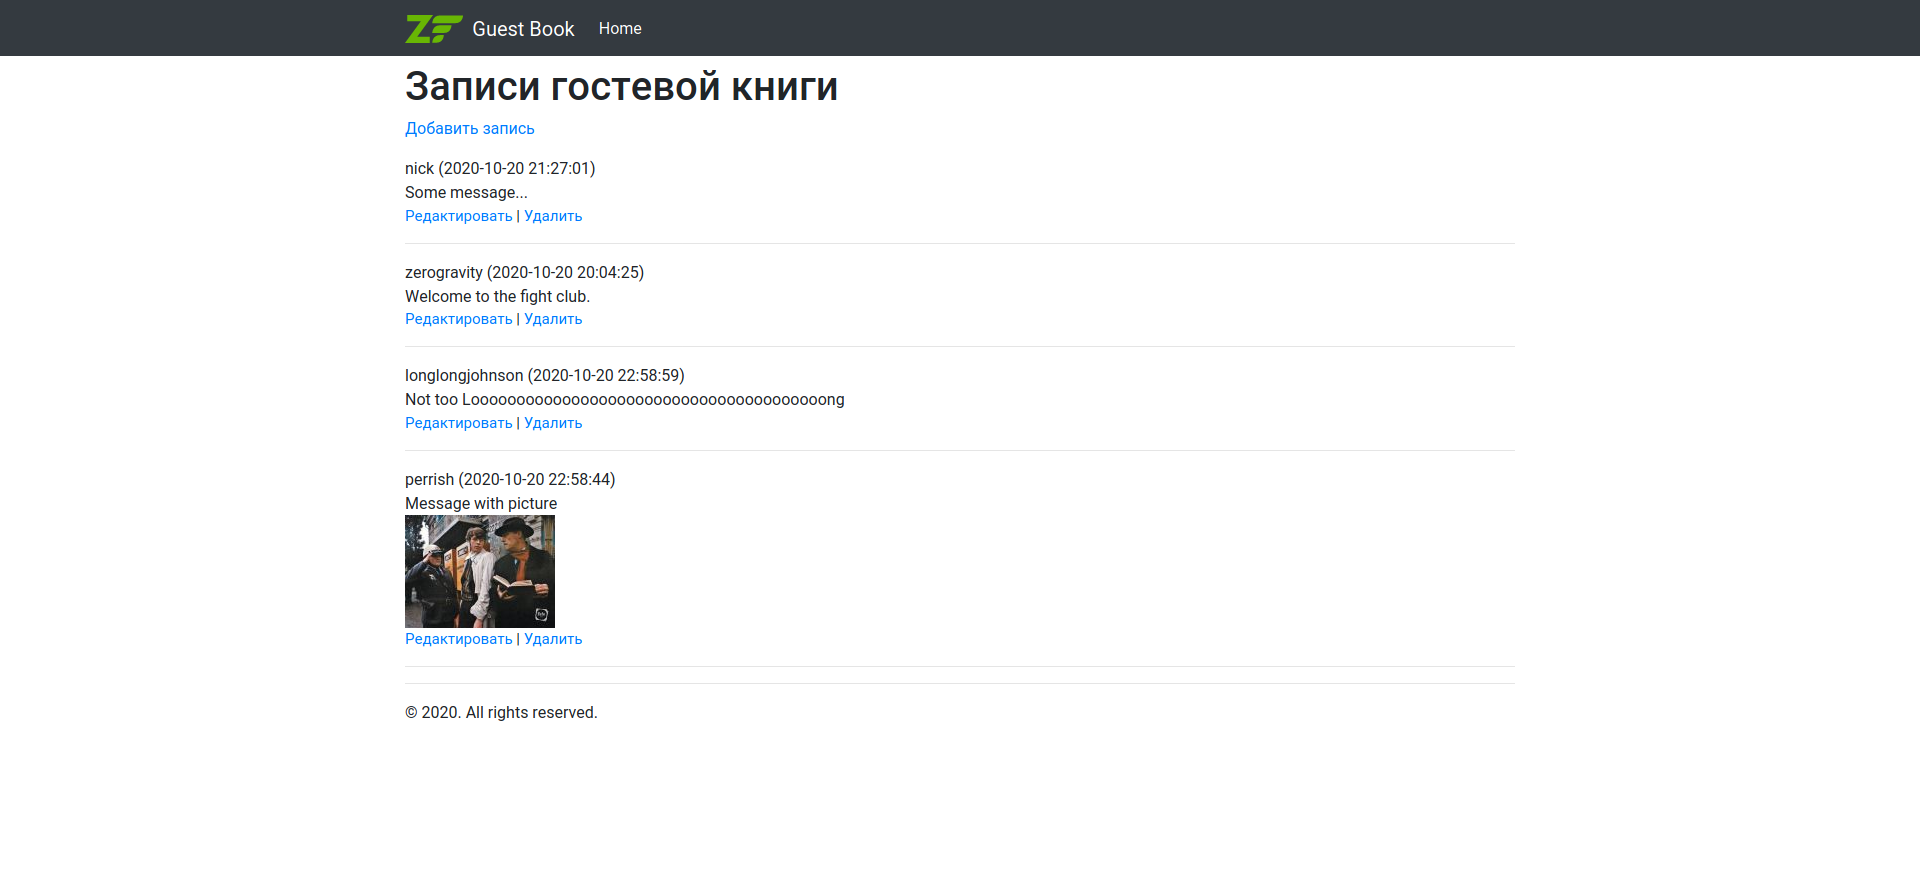 ZF Guest Book Home
Записи гостевой книги
Добавить запись
nick (2020-10-20 21:27:01)
Some message...
Редактировать | Удалить
zerogravity (2020-10-20 20:04:25)
Welcome to the fight club.
Редактировать | Удалить
longlongjohnson (2020-10-20 22:58:59)
Not too Looooooooooooooooooooooooooooooooooooooong
Редактировать | Удалить
perrish (2020-10-20 22:58:44)
Message with picture
Редактировать | Удалить
© 2020. All rights reserved.